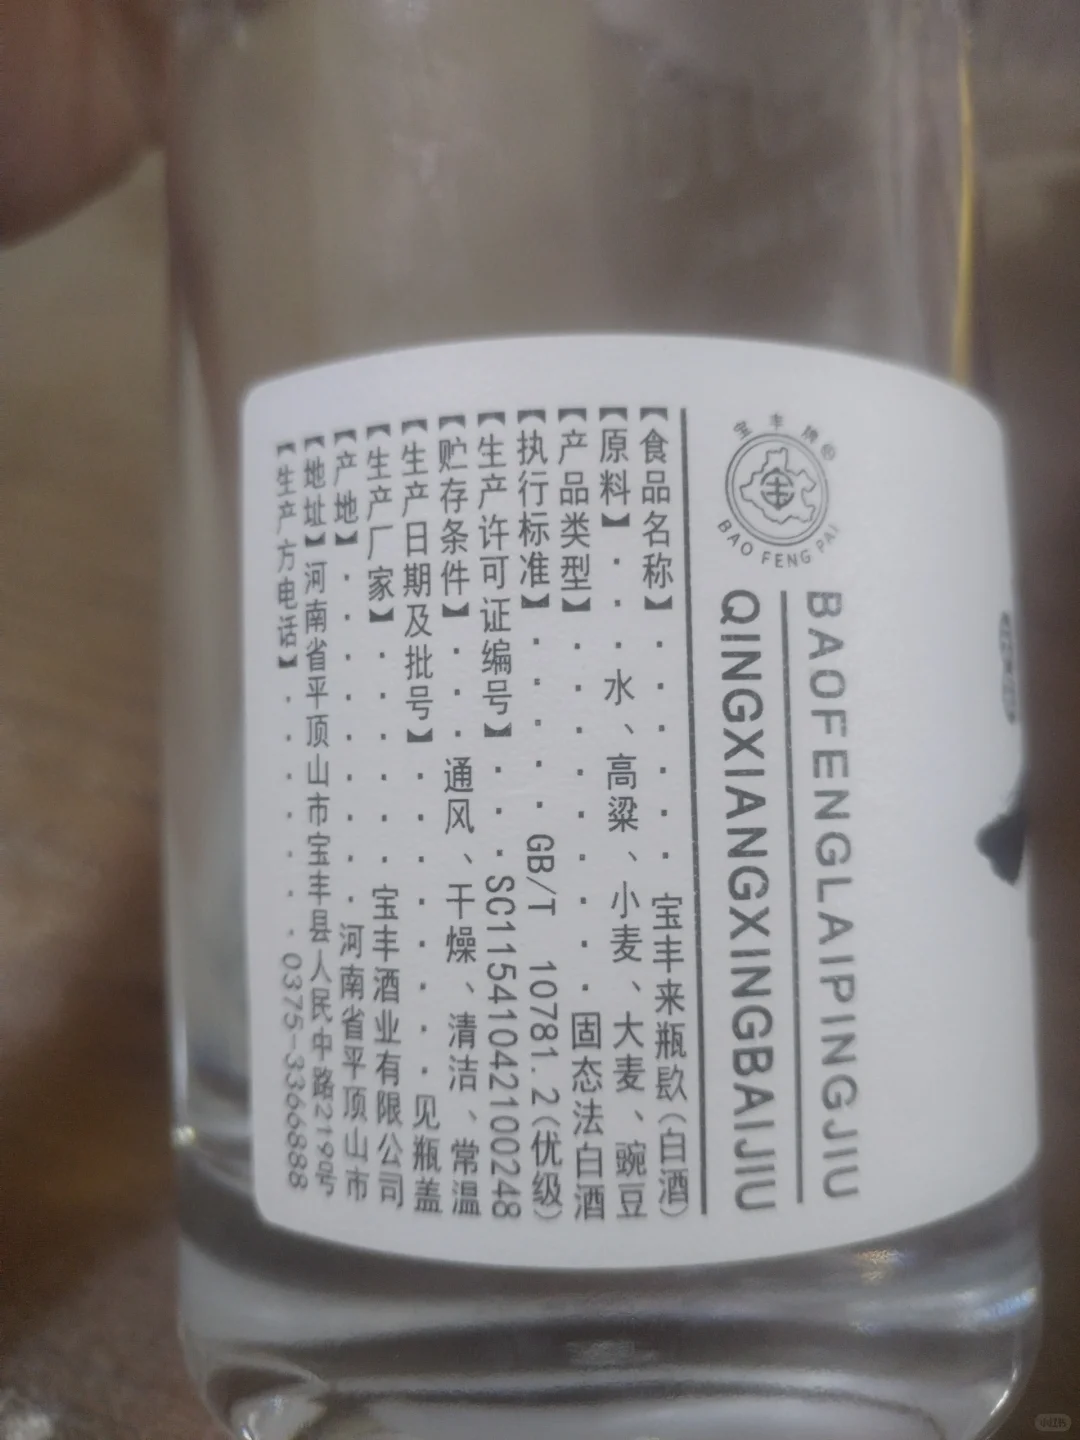 宝丰牌®
BAO FENG PAI
BAOFENGLAIPINGJIU
QINGXIANGXINGBAIJIU
【食品名称】······宝丰来瓶㱔(白酒)
【原料】···水、高粱、小麦、大麦、豌豆
【产品类型】·······固态法白酒
【执行标准】·····GB/T 10781.2(优级)
【生产许可证编号】···SC11541042100248
【贮存条件】···通风、干燥、清洁、常温
【生产日期及批号】········见瓶盖
【生产厂家】·····宝丰酒业有限公司
【产地】········河南省平顶山市
【地址】河南省平顶山市宝丰县人民中路219号
【生产方电话】·······0375-3366888
小红书